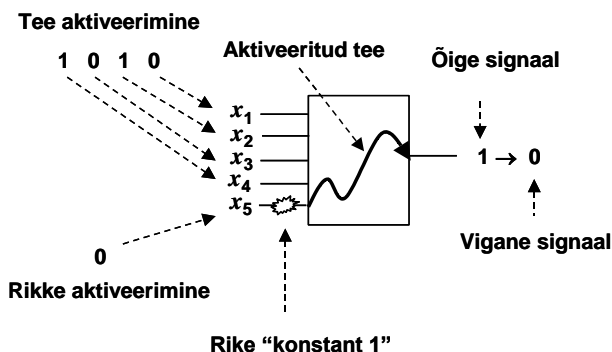 Tee aktiveerimine
1 0 1 0
Aktiveeritud tee
Õige signaal
x1
x2
x3
x4
x5
1 → 0
0
Rikke aktiveerimine
Vigane signaal
Rike “konstant 1”